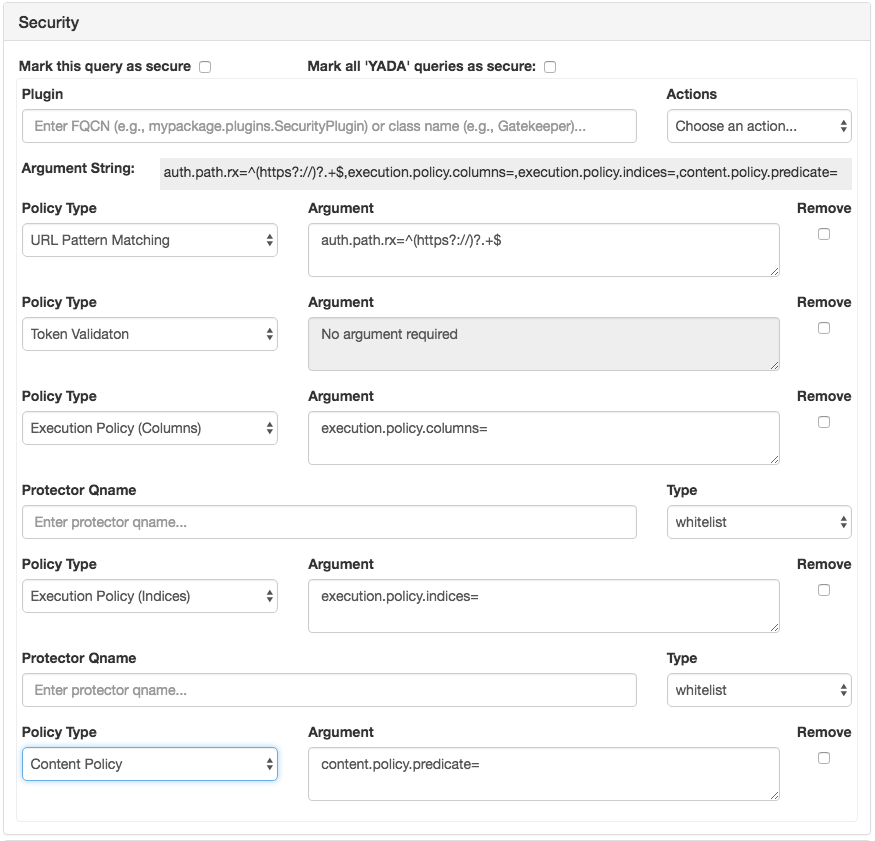 Security
Mark this query as secure Mark all 'YADA' queries as secure:
Plugin Actions
Enter FQCN (e.g., mypackage.plugins.SecurityPlugin) or class name (e.g., Gatekeeper)... Choose an action...
Argument String: auth.path.rx=^(https?://)?.+$,execution.policy.columns=,execution.policy.indices=,content.policy.predicate=
Policy Type Argument Remove
URL Pattern Matching auth.path.rx=^(https?://)?.+$
Policy Type Argument Remove
Token Validaton No argument required
Policy Type Argument Remove
Execution Policy (Columns) execution.policy.columns=
Protector Qname Type
Enter protector qname... whitelist
Policy Type Argument Remove
Execution Policy (Indices) execution.policy.indices=
Protector Qname Type
Enter protector qname... whitelist
Policy Type Argument Remove
Content Policy content.policy.predicate=